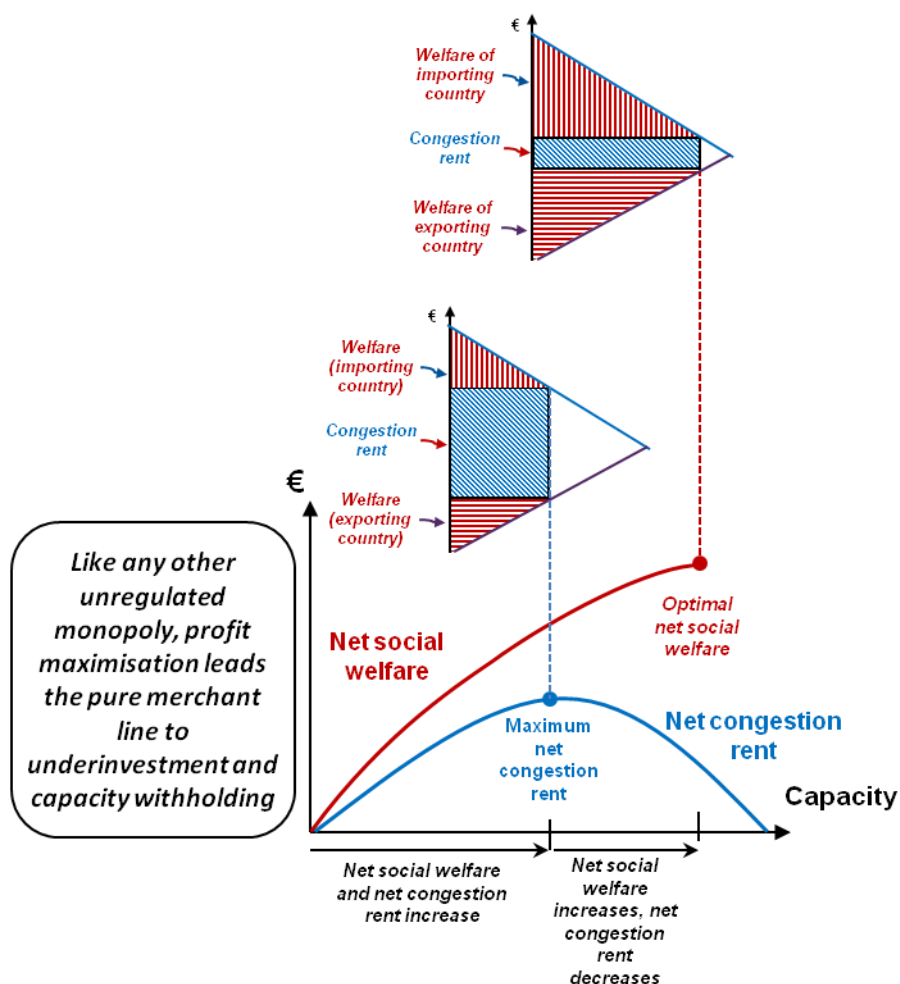 €
Welfare of
importing
country
Congestion
rent
Welfare of
exporting
country
€
Welfare
(importing
country)
Congestion
rent
Welfare
(exporting
country)
€
Like any other
unregulated
monopoly, profit
maximisation leads
the pure merchant
line to
underinvestment and
capacity withholding
Net social
welfare
Optimal
net social
welfare
Maximum
net
congestion
rent
Net congestion
rent
Capacity
Net social welfare
and net congestion
rent increase
Net social
welfare
increases, net
congestion
rent
decreases